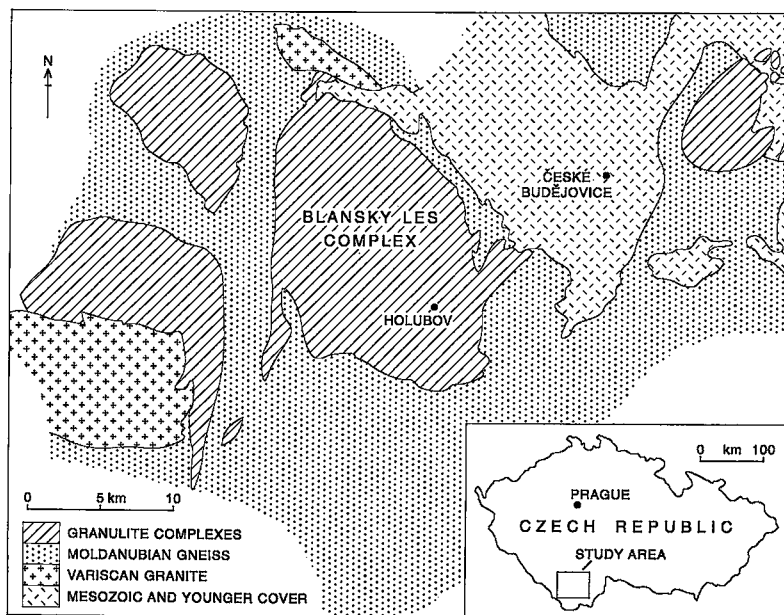 N
BLANSKY LES
COMPLEX
ČESKÉ
BUDĚJOVICE
HOLUBOV
0 5 km 10
GRANULITE COMPLEXES
MOLDANUBIAN GNEISS
VARISCAN GRANITE
MESOZOIC AND YOUNGER COVER
0 km 100
PRAGUE
CZECH REPUBLIC
STUDY AREA